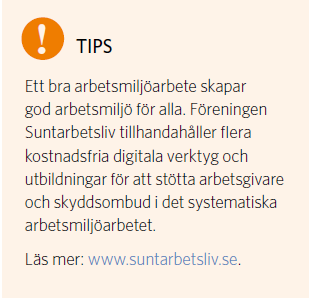 !
TIPS
Ett bra arbetsmiljöarbete skapar
god arbetsmiljö för alla. Föreningen
Suntarbetsliv tillhandahåller flera
kostnadsfria digitala verktyg och
utbildningar för att stötta arbetsgivare
och skyddsombud i det systematiska
arbetsmiljöarbetet.
Läs mer: www.suntarbetsliv.se.